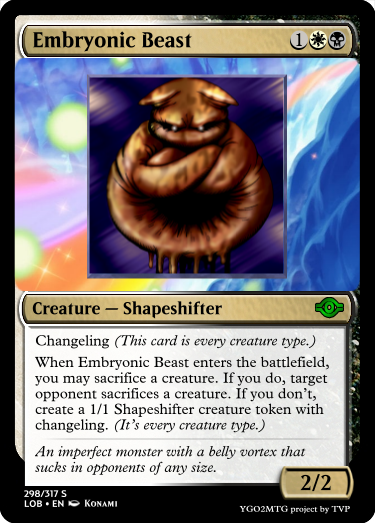 Embryonic Beast 1
Creature — Shapeshifter
Changeling (This card is every creature type.)
When Embryonic Beast enters the battlefield,
you may sacrifice a creature. If you do, target
opponent sacrifices a creature. If you don't,
create a 1/1 Shapeshifter creature token with
changeling. (It's every creature type.)
An imperfect monster with a belly vortex that
sucks in opponents of any size.
2/2
298/317 S
LOB • EN KONAMI
YGO2MTG project by TVP